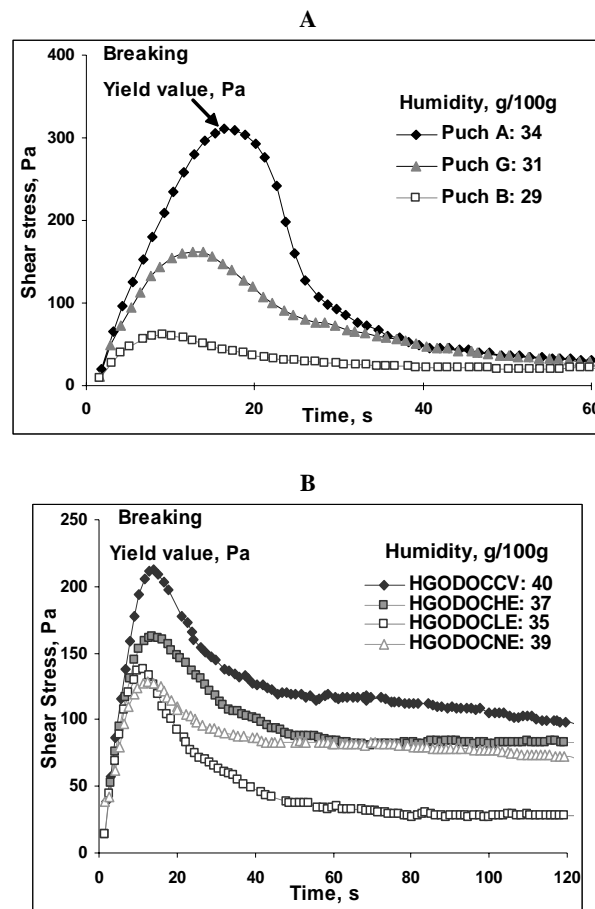 A
Breaking
Yield value, Pa
Humidity, g/100g
Puch A: 34
Puch G: 31
Puch B: 29
400
300
200
100
0
Shear stress, Pa
0 20 40 60
Time, s
B
Breaking
Yield value, Pa
Humidity, g/100g
HGODOCCV: 40
HGODOCHE: 37
HGODOCLE: 35
HGODOCNE: 39
250
200
150
100
50
0
Shear Stress, Pa
0 20 40 60 80 100 120
Time, s